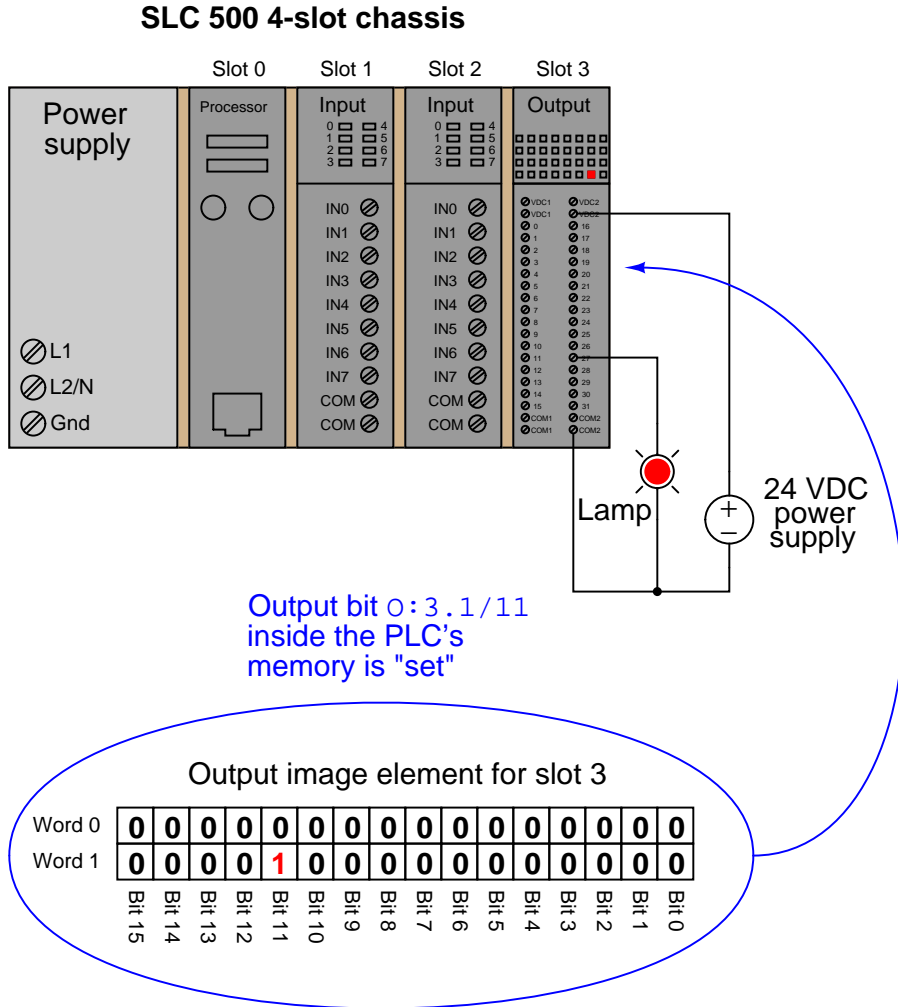 SLC 500 4-slot chassis
Slot 0 Slot 1 Slot 2 Slot 3
Power
supply
L1
L2/N
Gnd
Processor
Input
0 4
1 5
2 6
3 7
IN0
IN1
IN2
IN3
IN4
IN5
IN6
IN7
COM
COM
Input
0 4
1 5
2 6
3 7
IN0
IN1
IN2
IN3
IN4
IN5
IN6
IN7
COM
COM
Output
VDC1 VDC2
VDC1 VDC2
0 16
1 17
2 18
3 19
4 20
5 21
6 22
7 23
8 24
9 25
10 26
11 27
12 28
13 29
14 30
15 31
COM1 COM2
COM1 COM2
Lamp
+
−
24 VDC
power
supply
Output bit O:3.1/11
inside the PLC's
memory is "set"
Output image element for slot 3
Word 0 0 0 0 0 0 0 0 0 0 0 0 0 0 0 0 0
Word 1 0 0 0 0 1 0 0 0 0 0 0 0 0 0 0 0
Bit 15 Bit 14 Bit 13 Bit 12 Bit 11 Bit 10 Bit 9 Bit 8 Bit 7 Bit 6 Bit 5 Bit 4 Bit 3 Bit 2 Bit 1 Bit 0